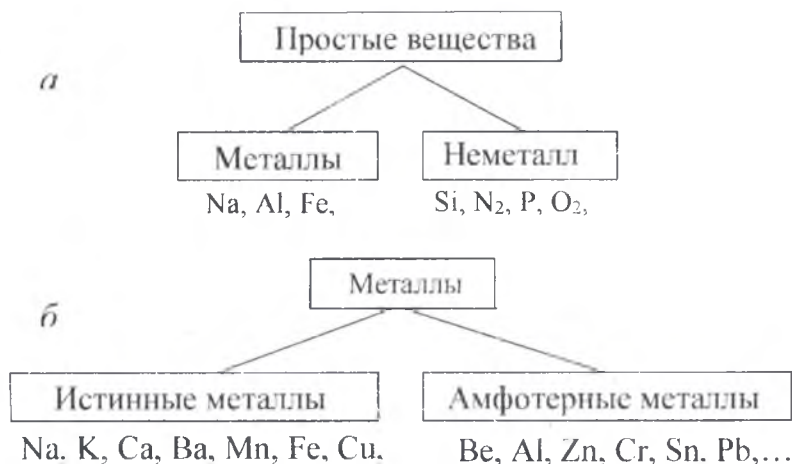 Простые вещества
а
Металлы Неметалл
Na, Al, Fe, Si, N₂, P, O₂,
Металлы
б
Истинные металлы Амфотерные металлы
Na. K, Ca, Ba, Mn, Fe, Cu, Be, Al, Zn, Cr, Sn. Pb,…